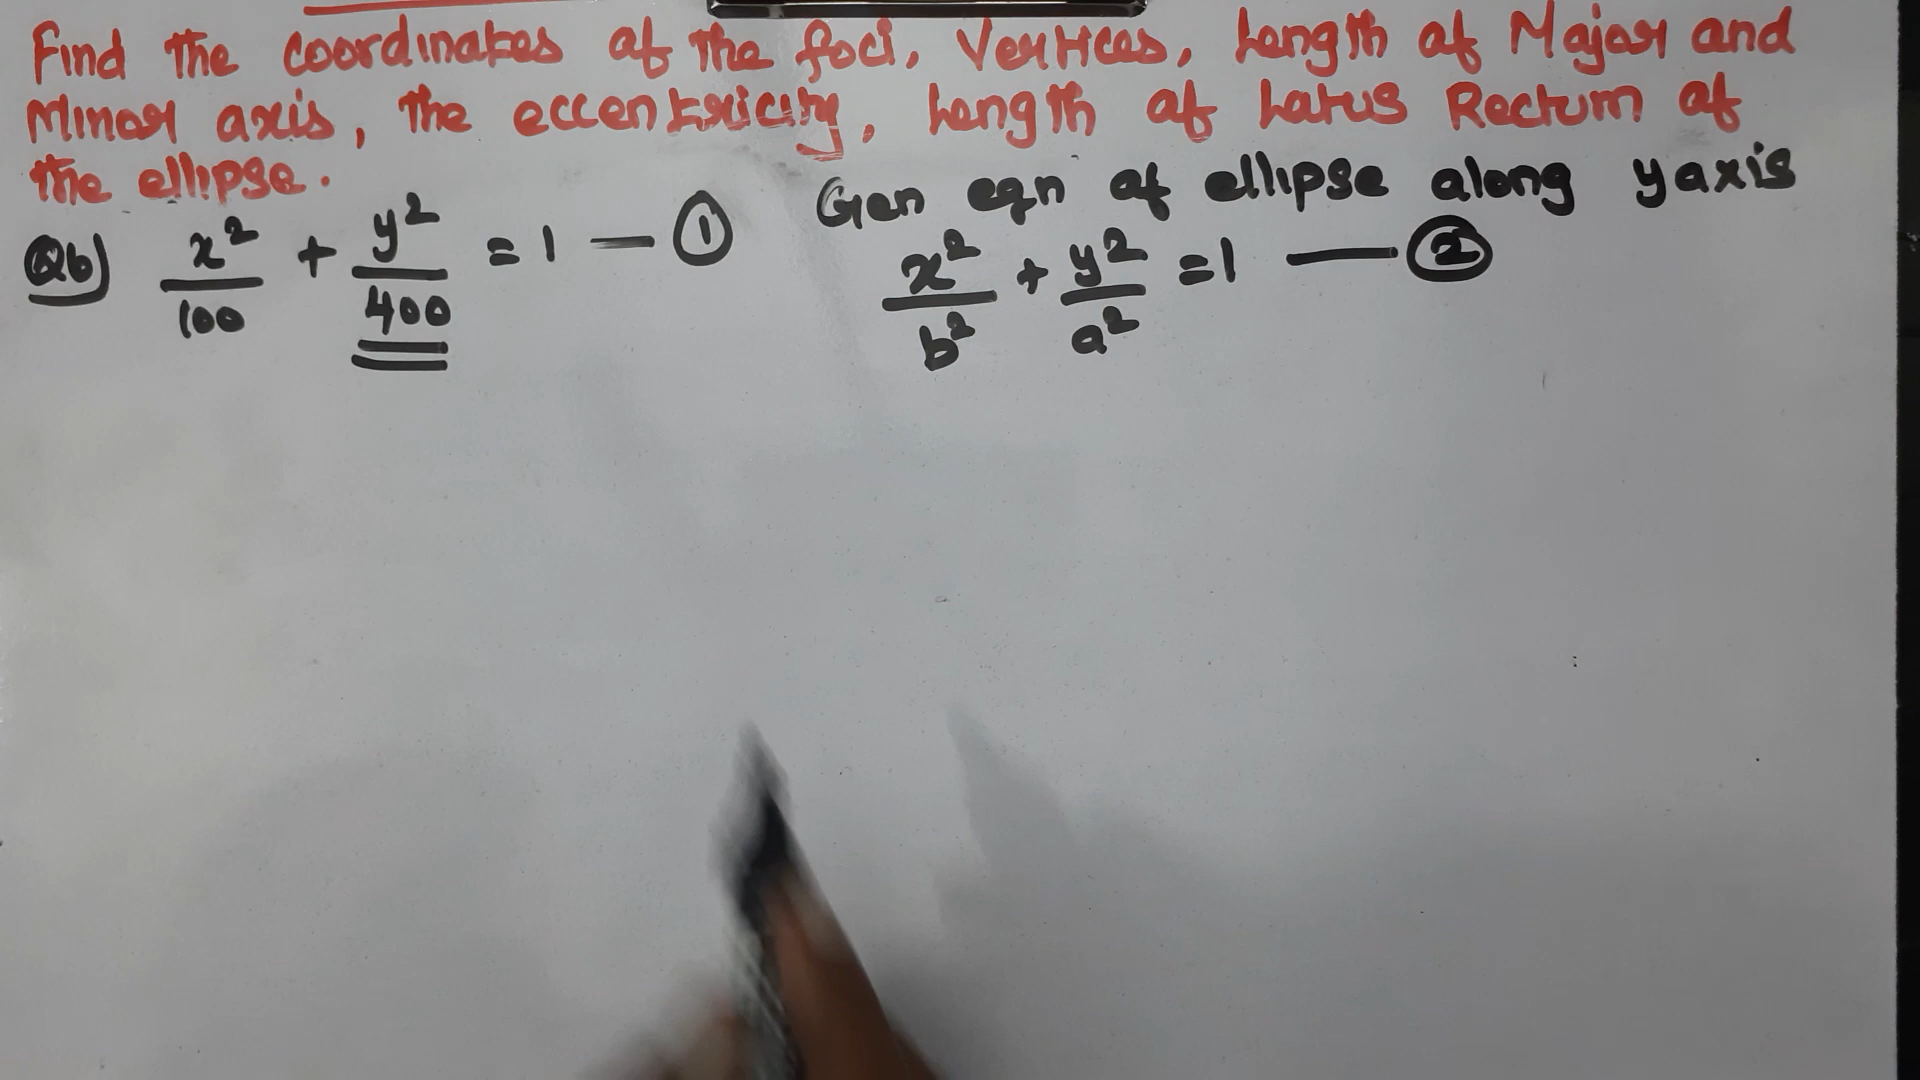 Find the coordinates of the foci, Vertices, Length of Major and
Minor axis, the eccentricity, Length of Latus Rectum of
the ellipse.
Q6) x²/100 + y²/400 = 1 — ①
Gen eqn of ellipse along y axis
x²/b² + y²/a² = 1 — ②